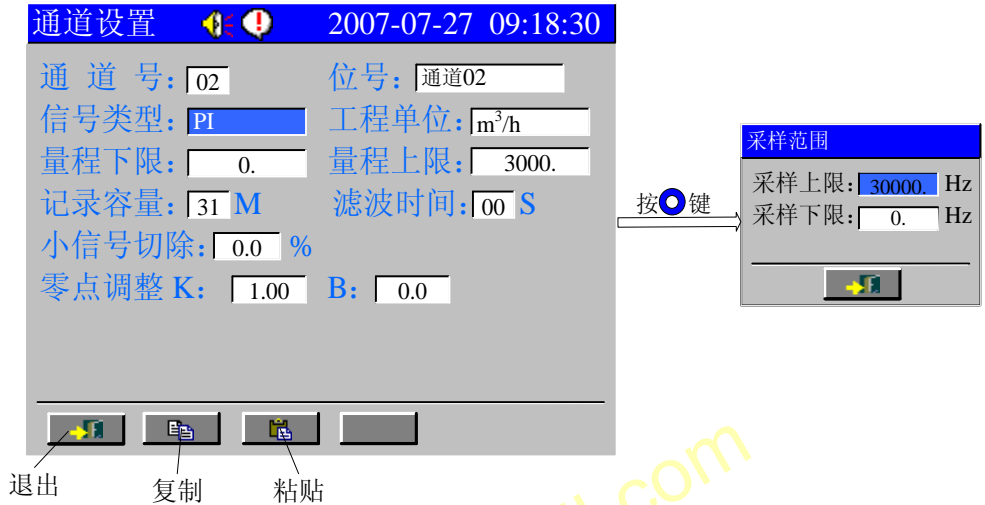 通道设置 2007-07-27 09:18:30
通 道 号： 02 位号： 通道02
信号类型： PI 工程单位： m³/h
量程下限： 0. 量程上限： 3000.
记录容量： 31 M 滤波时间： 00 S
小信号切除： 0.0 %
零点调整 K： 1.00 B： 0.0
退出 复制 粘贴
按 键
采样范围
采样上限： 30000. Hz
采样下限： 0. Hz